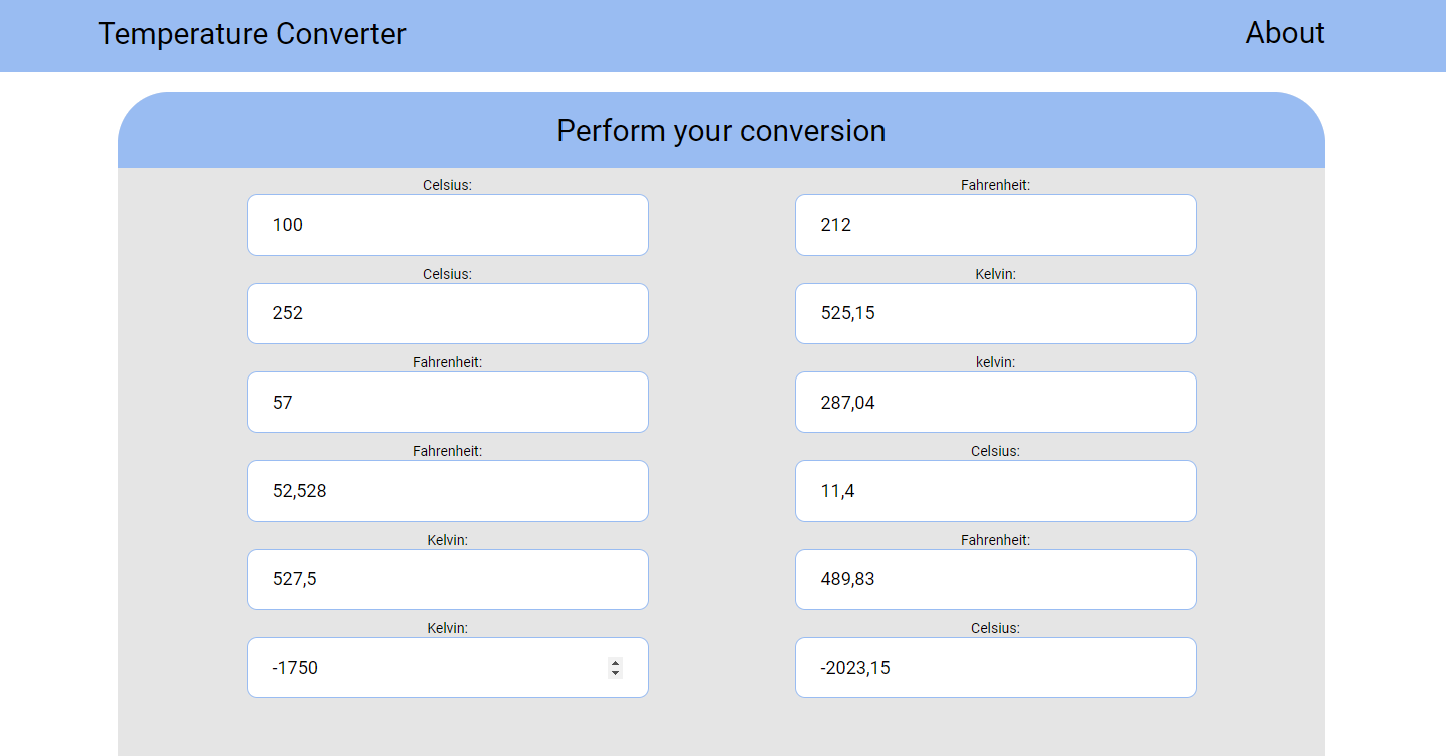 Temperature Converter
About
Perform your conversion
Celsius:
Fahrenheit:
100
212
Celsius:
Kelvin:
252
525,15
Fahrenheit:
kelvin:
57
287,04
Fahrenheit:
Celsius:
52,528
11,4
Kelvin:
Fahrenheit:
527,5
489,83
Kelvin:
Celsius:
-1750
-2023,15